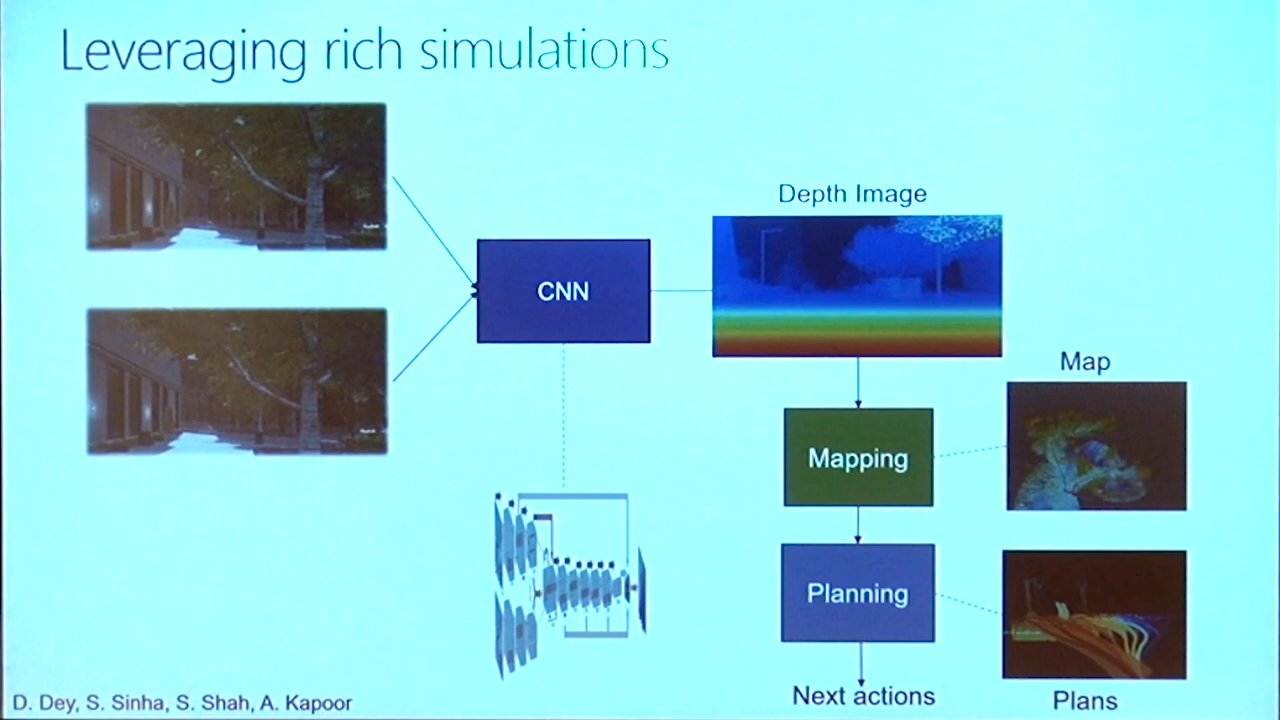 Leveraging rich simulations
Depth Image
CNN
Map
Mapping
Planning
Next actions
Plans
D. Dey, S. Sinha, S. Shah, A. Kapoor